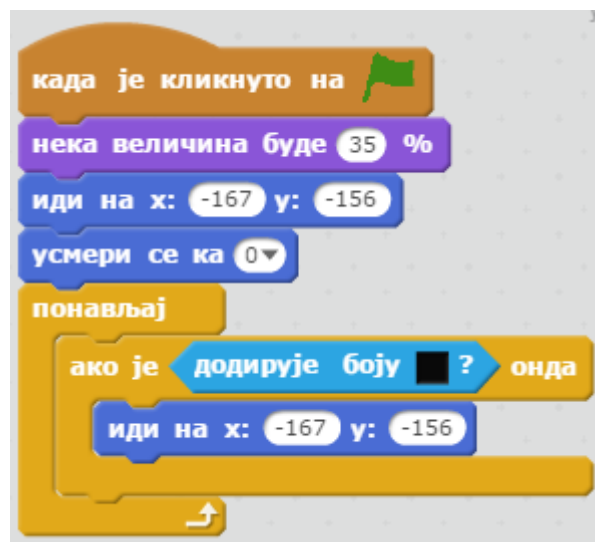 када је кликнуто на
нека величина буде 35 %
иди на x: -167 y: -156
усмери се ка 0
понављај
ако је додирује боју ? онда
иди на x: -167 y: -156